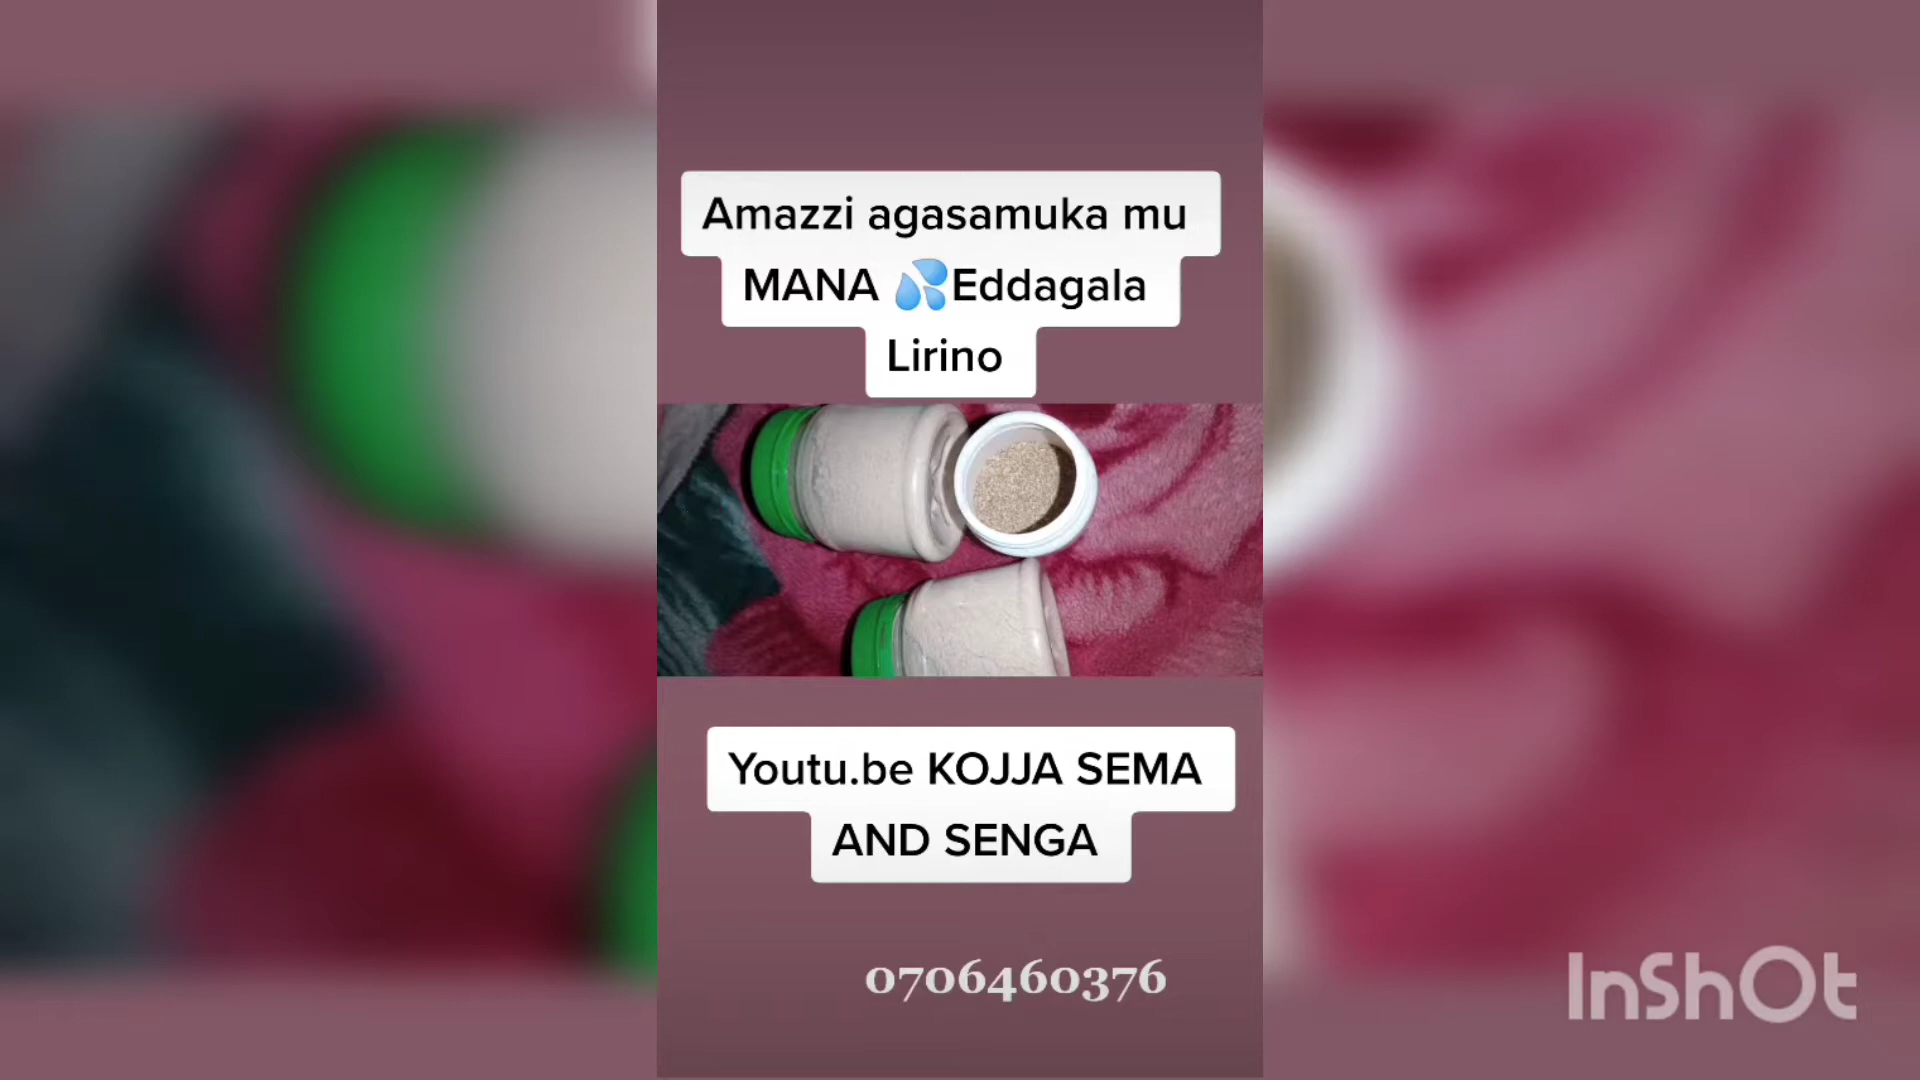 Amazzi agasamuka mu
MANA 💦Eddagala
Lirino
Youtu.be KOJJA SEMA
AND SENGA
0706460376
InShOt